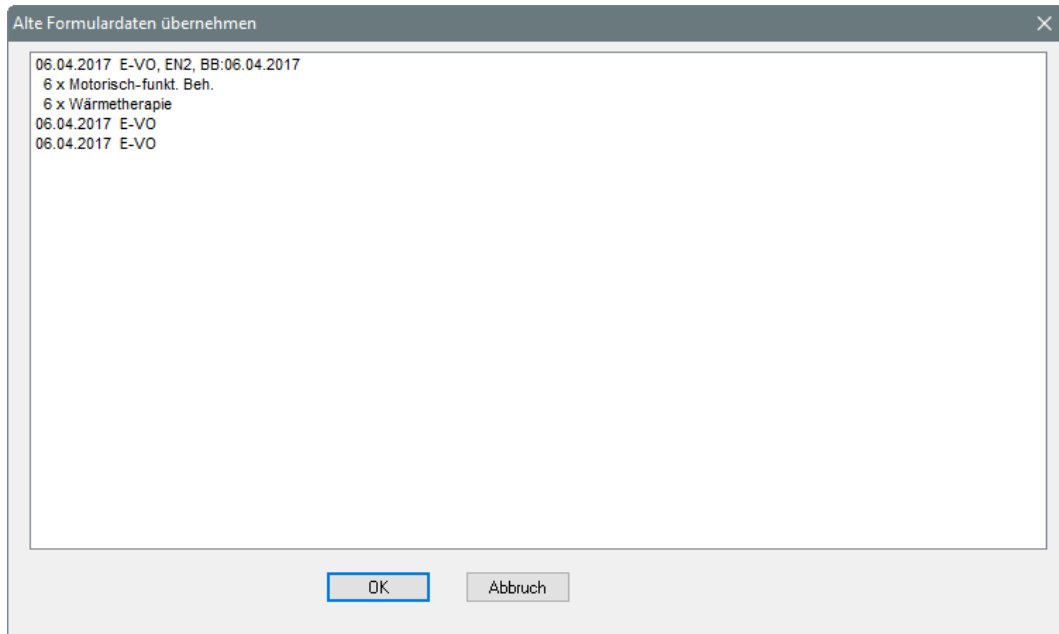 Alte Formulardaten übernehmen
06.04.2017 E-VO, EN2, BB:06.04.2017
6 x Motorisch-funkt. Beh.
6 x Wärmetherapie
06.04.2017 E-VO
06.04.2017 E-VO
OK Abbruch